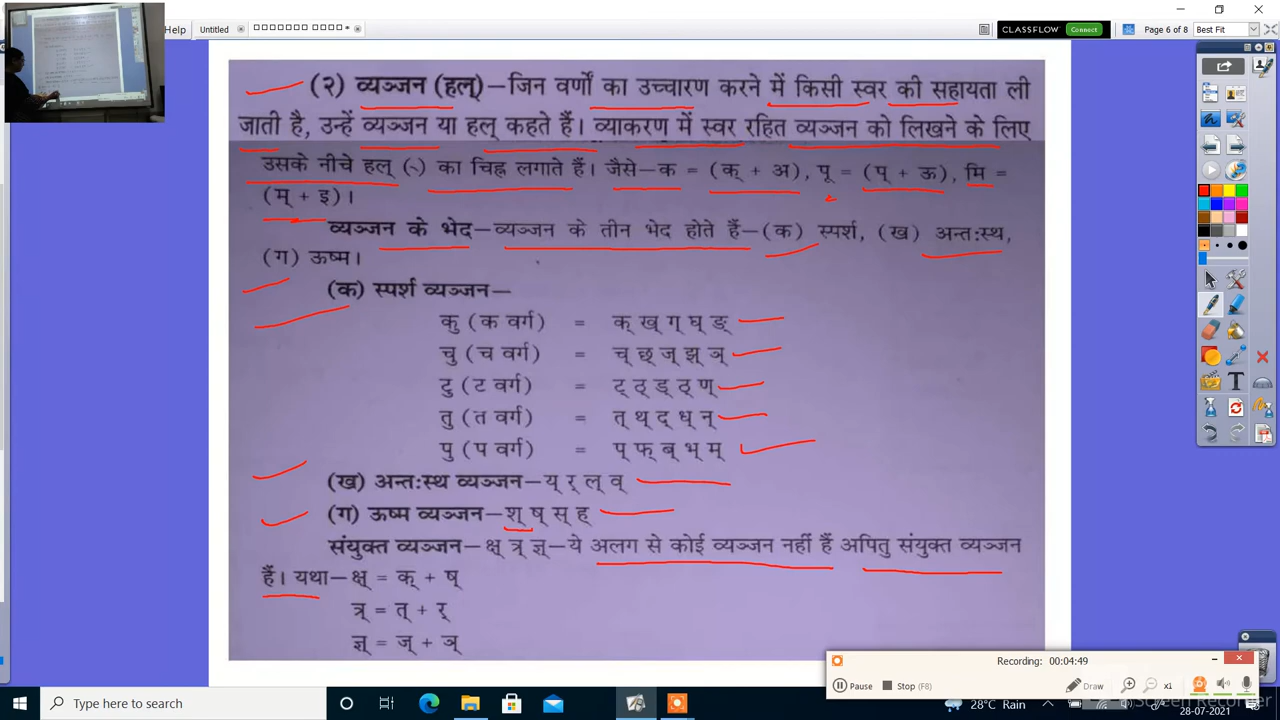 Help
Untitled
CLASSFLOW
Connect
Page 6 of 8
Best Fit
(२) व्यञ्जन (हल्)–जिन वर्णों का उच्चारण करने में किसी स्वर की सहायता ली
जाती है, उन्हें व्यञ्जन या हल् कहते हैं। व्याकरण में स्वर रहित व्यञ्जन को लिखने के लिए
उसके नीचे हल् (्) का चिह्न लगाते हैं। जैसे–क = (क् + अ), पू = (प् + ऊ), मि =
(म् + इ)।
व्यञ्जन के भेद–व्यञ्जन के तीन भेद होते हैं–(क) स्पर्श, (ख) अन्तःस्थ,
(ग) ऊष्म।
(क) स्पर्श व्यञ्जन–
कु (क वर्ग) = क् ख् ग् घ् ङ्
चु (च वर्ग) = च् छ् ज् झ् ञ्
टु (ट वर्ग) = ट् ठ् ड् ठ् ण्
तु (त वर्ग) = त् थ् द् ध् न्
पु (प वर्ग) = प् फ् ब् भ् म्
(ख) अन्तःस्थ व्यञ्जन–य् र् ल् व्
(ग) ऊष्म व्यञ्जन–श् ष् स् ह्
संयुक्त व्यञ्जन–क्ष् त्र् ज्ञ्–ये अलग से कोई व्यञ्जन नहीं हैं अपितु संयुक्त व्यञ्जन
हैं। यथा–क्ष् = क् + ष्
त्र् = त् + र्
ज्ञ् = ज् + ञ्
Recording: 00:04:49
Pause
Stop (F8)
Draw
x1
Type here to search
28°C Rain
28-07-2021